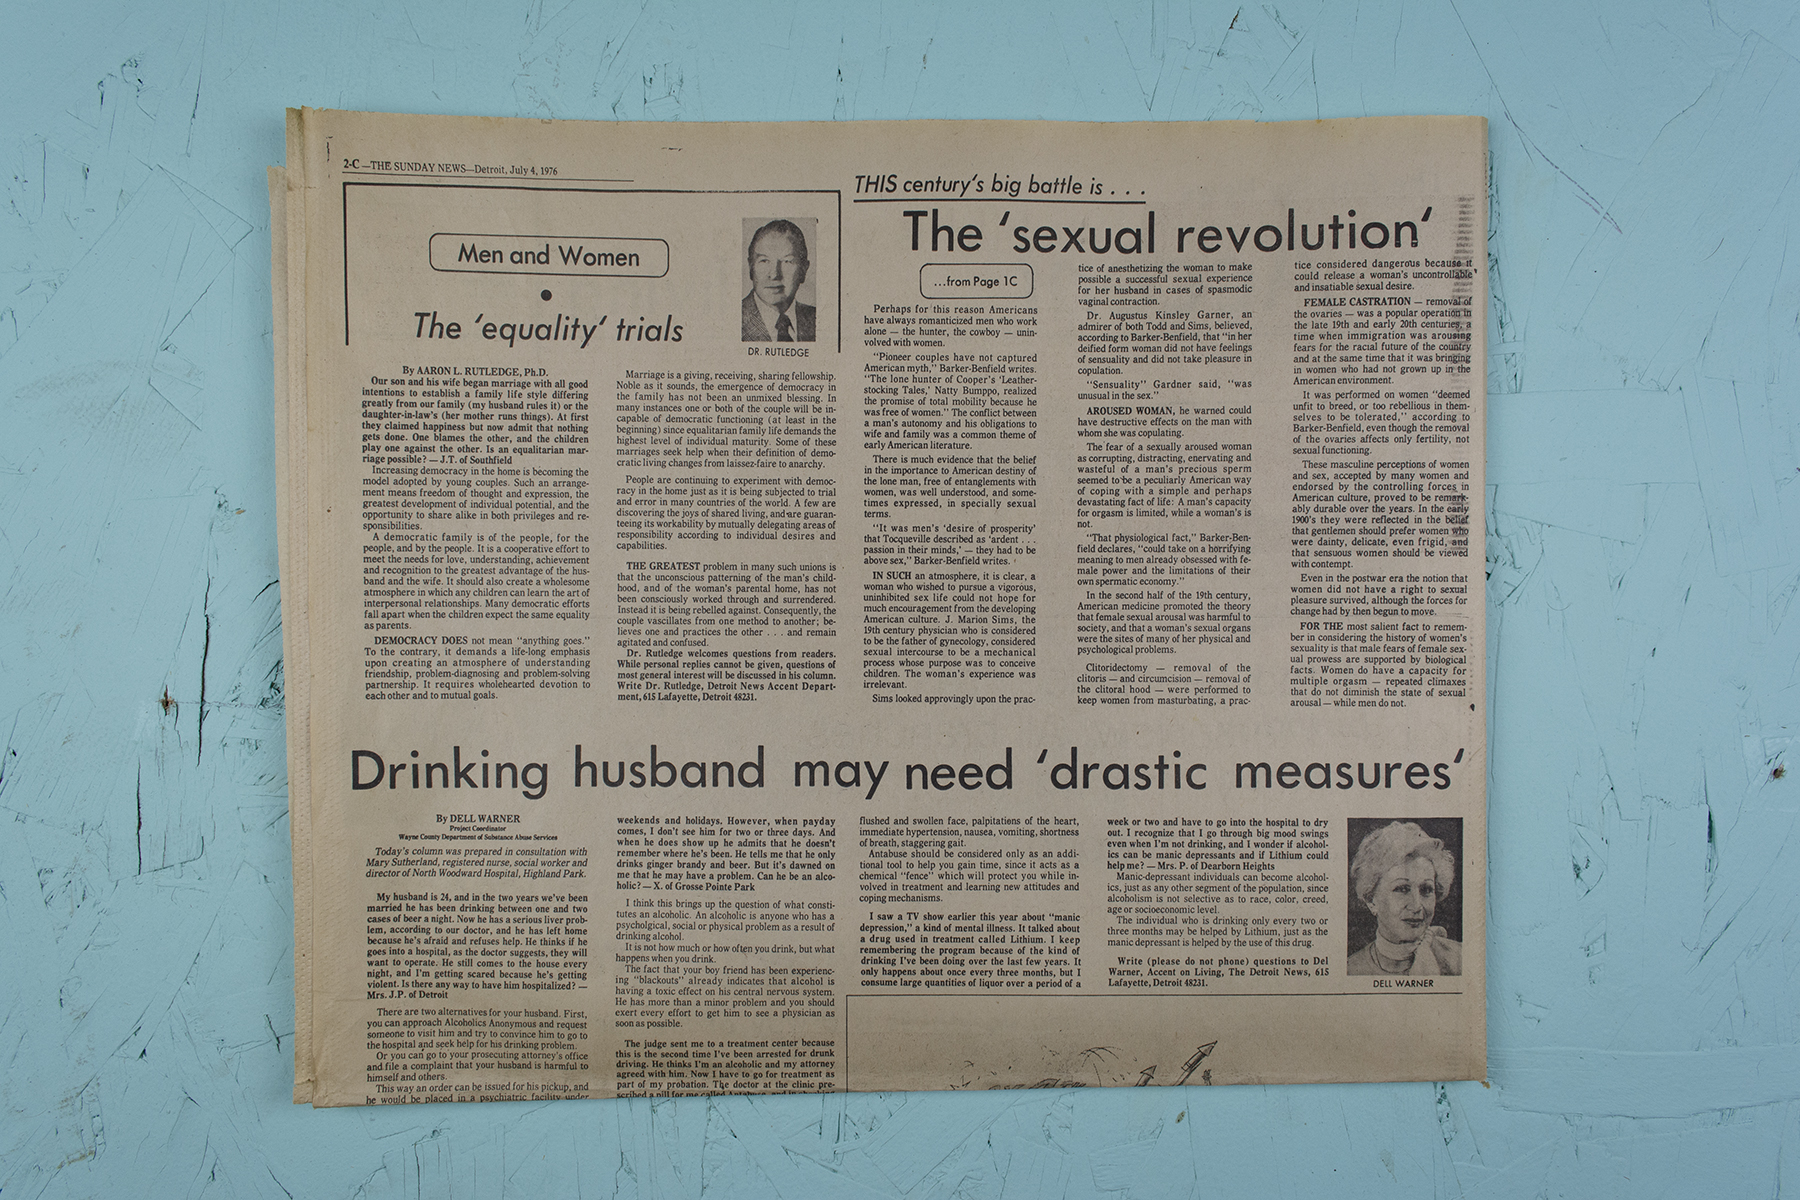 2-C—THE SUNDAY NEWS—Detroit, July 4, 1976
Men and Women
The 'equality' trials
DR. RUTLEDGE
By AARON L. RUTLEDGE, Ph.D.
Our son and his wife began marriage with all good
intentions to establish a family life style differing
greatly from our family (my husband rules it) or the
daughter-in-law's (her mother runs things). At first
they claimed happiness but now admit that nothing
gets done. One blames the other, and the children
play one against the other. Is an equalitarian mar-
riage possible? — J.T. of Southfield
Increasing democracy in the home is becoming the
model adopted by young couples. Such an arrange-
ment means freedom of thought and expression, the
greatest development of individual potential, and the
opportunity to share alike in both privileges and re-
sponsibilities.
A democratic family is of the people, for the
people, and by the people. It is a cooperative effort to
meet the needs for love, understanding, achievement
and recognition to the greatest advantage of the hus-
band and the wife. It should also create a wholesome
atmosphere in which any children can learn the art of
interpersonal relationships. Many democratic efforts
fall apart when the children expect the same equality
as parents.
DEMOCRACY DOES not mean "anything goes."
To the contrary, it demands a life-long emphasis
upon creating an atmosphere of understanding
friendship, problem-diagnosing and problem-solving
partnership. It requires wholehearted devotion to
each other and to mutual goals.
Marriage is a giving, receiving, sharing fellowship.
Noble as it sounds, the emergence of democracy in
the family has not been an unmixed blessing. In
many instances one or both of the couple will be in-
capable of democratic functioning (at least in the
beginning) since equalitarian family life demands the
highest level of individual maturity. Some of these
marriages seek help when their definition of demo-
cratic living changes from laissez-faire to anarchy.
People are continuing to experiment with democ-
racy in the home just as it is being subjected to trial
and error in many countries of the world. A few are
discovering the joys of shared living, and are guaran-
teeing its workability by mutually delegating areas of
responsibility according to individual desires and
capabilities.
THE GREATEST problem in many such unions is
that the unconscious patterning of the man's child-
hood, and of the woman's parental home, has not
been consciously worked through and surrendered.
Instead it is being rebelled against. Consequently, the
couple vascillates from one method to another; be-
lieves one and practices the other . . . and remain
agitated and confused.
Dr. Rutledge welcomes questions from readers.
While personal replies cannot be given, questions of
most general interest will be discussed in his column.
Write Dr. Rutledge, Detroit News Accent Depart-
ment, 615 Lafayette, Detroit 48231.
THIS century's big battle is . . .
The 'sexual revolution'
...from Page 1C
Perhaps for this reason Americans
have always romanticized men who work
alone — the hunter, the cowboy — unin-
volved with women.
"Pioneer couples have not captured
American myth," Barker-Benfield writes.
"The lone hunter of Cooper's 'Leather-
stocking Tales,' Natty Bumppo, realized
the promise of total mobility because he
was free of women." The conflict between
a man's autonomy and his obligations to
wife and family was a common theme of
early American literature.
There is much evidence that the belief
in the importance to American destiny of
the lone man, free of entanglements with
women, was well understood, and some-
times expressed, in specially sexual
terms.
"It was men's 'desire of prosperity'
that Tocqueville described as 'ardent . . .
passion in their minds,' — they had to be
above sex," Barker-Benfield writes.
IN SUCH an atmosphere, it is clear, a
woman who wished to pursue a vigorous,
uninhibited sex life could not hope for
much encouragement from the developing
American culture. J. Marion Sims, the
19th century physician who is considered
to be the father of gynecology, considered
sexual intercourse to be a mechanical
process whose purpose was to conceive
children. The woman's experience was
irrelevant.
Sims looked approvingly upon the prac-
tice of anesthetizing the woman to make
possible a successful sexual experience
for her husband in cases of spasmodic
vaginal contraction.
Dr. Augustus Kinsley Garner, an
admirer of both Todd and Sims, believed,
according to Barker-Benfield, that "in her
deified form woman did not have feelings
of sensuality and did not take pleasure in
copulation.
"Sensuality" Gardner said, "was
unusual in the sex."
AROUSED WOMAN, he warned could
have destructive effects on the man with
whom she was copulating.
The fear of a sexually aroused woman
as corrupting, distracting, enervating and
wasteful of a man's precious sperm
seemed to be a peculiarly American way
of coping with a simple and perhaps
devastating fact of life: A man's capacity
for orgasm is limited, while a woman's is
not.
"That physiological fact," Barker-Ben-
field declares, "could take on a horrifying
meaning to men already obsessed with fe-
male power and the limitations of their
own spermatic economy."
In the second half of the 19th century,
American medicine promoted the theory
that female sexual arousal was harmful to
society, and that a woman's sexual organs
were the sites of many of her physical and
psychological problems.
Clitoridectomy — removal of the
clitoris — and circumcision — removal of
the clitoral hood — were performed to
keep women from masturbating, a prac-
tice considered dangerous because it
could release a woman's uncontrollable
and insatiable sexual desire.
FEMALE CASTRATION — removal of
the ovaries — was a popular operation in
the late 19th and early 20th centuries, a
time when immigration was arousing
fears for the racial future of the country
and at the same time that it was bringing
in women who had not grown up in the
American environment.
It was performed on women "deemed
unfit to breed, or too rebellious in them-
selves to be tolerated," according to
Barker-Benfield, even though the removal
of the ovaries affects only fertility, not
sexual functioning.
These masculine perceptions of women
and sex, accepted by many women and
endorsed by the controlling forces in
American culture, proved to be remark-
ably durable over the years. In the early
1900's they were reflected in the belief
that gentlemen should prefer women who
were dainty, delicate, even frigid, and
that sensuous women should be viewed
with contempt.
Even in the postwar era the notion that
women did not have a right to sexual
pleasure survived, although the forces for
change had by then begun to move.
FOR THE most salient fact to remem-
ber in considering the history of women's
sexuality is that male fears of female sex-
ual prowess are supported by biological
facts. Women do have a capacity for
multiple orgasm — repeated climaxes
that do not diminish the state of sexual
arousal — while men do not.
Drinking husband may need 'drastic measures'
By DELL WARNER
Project Coordinator
Wayne County Department of Substance Abuse Services
Today's column was prepared in consultation with
Mary Sutherland, registered nurse, social worker and
director of North Woodward Hospital, Highland Park.
My husband is 24, and in the two years we've been
married he has been drinking between one and two
cases of beer a night. Now he has a serious liver prob-
lem, according to our doctor, and he has left home
because he's afraid and refuses help. He thinks if he
goes into a hospital, as the doctor suggests, they will
want to operate. He still comes to the house every
night, and I'm getting scared because he's getting
violent. Is there any way to have him hospitalized? —
Mrs. J.P. of Detroit
There are two alternatives for your husband. First,
you can approach Alcoholics Anonymous and request
someone to visit him and try to convince him to go to
the hospital and seek help for his drinking problem.
Or you can go to your prosecuting attorney's office
and file a complaint that your husband is harmful to
himself and others.
This way an order can be issued for his pickup, and
he would be placed in a psychiatric facility under
weekends and holidays. However, when payday
comes, I don't see him for two or three days. And
when he does show up he admits that he doesn't
remember where he's been. He tells me that he only
drinks ginger brandy and beer. But it's dawned on
me that he may have a problem. Can he be an alco-
holic? — X. of Grosse Pointe Park
I think this brings up the question of what consti-
tutes an alcoholic. An alcoholic is anyone who has a
psycholgical, social or physical problem as a result of
drinking alcohol.
It is not how much or how often you drink, but what
happens when you drink.
The fact that your boy friend has been experienc-
ing "blackouts" already indicates that alcohol is
having a toxic effect on his central nervous system.
He has more than a minor problem and you should
exert every effort to get him to see a physician as
soon as possible.
The judge sent me to a treatment center because
this is the second time I've been arrested for drunk
driving. He thinks I'm an alcoholic and my attorney
agreed with him. Now I have to go for treatment as
part of my probation. The doctor at the clinic pre-
scribed a pill for me called Antabuse, and
flushed and swollen face, palpitations of the heart,
immediate hypertension, nausea, vomiting, shortness
of breath, staggering gait.
Antabuse should be considered only as an addi-
tional tool to help you gain time, since it acts as a
chemical "fence" which will protect you while in-
volved in treatment and learning new attitudes and
coping mechanisms.
I saw a TV show earlier this year about "manic
depression," a kind of mental illness. It talked about
a drug used in treatment called Lithium. I keep
remembering the program because of the kind of
drinking I've been doing over the last few years. It
only happens about once every three months, but I
consume large quantities of liquor over a period of a
week or two and have to go into the hospital to dry
out. I recognize that I go through big mood swings
even when I'm not drinking, and I wonder if alcohol-
ics can be manic depressants and if Lithium could
help me? — Mrs. P. of Dearborn Heights
Manic-depressant individuals can become alcohol-
ics, just as any other segment of the population, since
alcoholism is not selective as to race, color, creed,
age or socioeconomic level.
The individual who is drinking only every two or
three months may be helped by Lithium, just as the
manic depressant is helped by the use of this drug.
Write (please do not phone) questions to Del
Warner, Accent on Living, The Detroit News, 615
Lafayette, Detroit 48231.
DELL WARNER